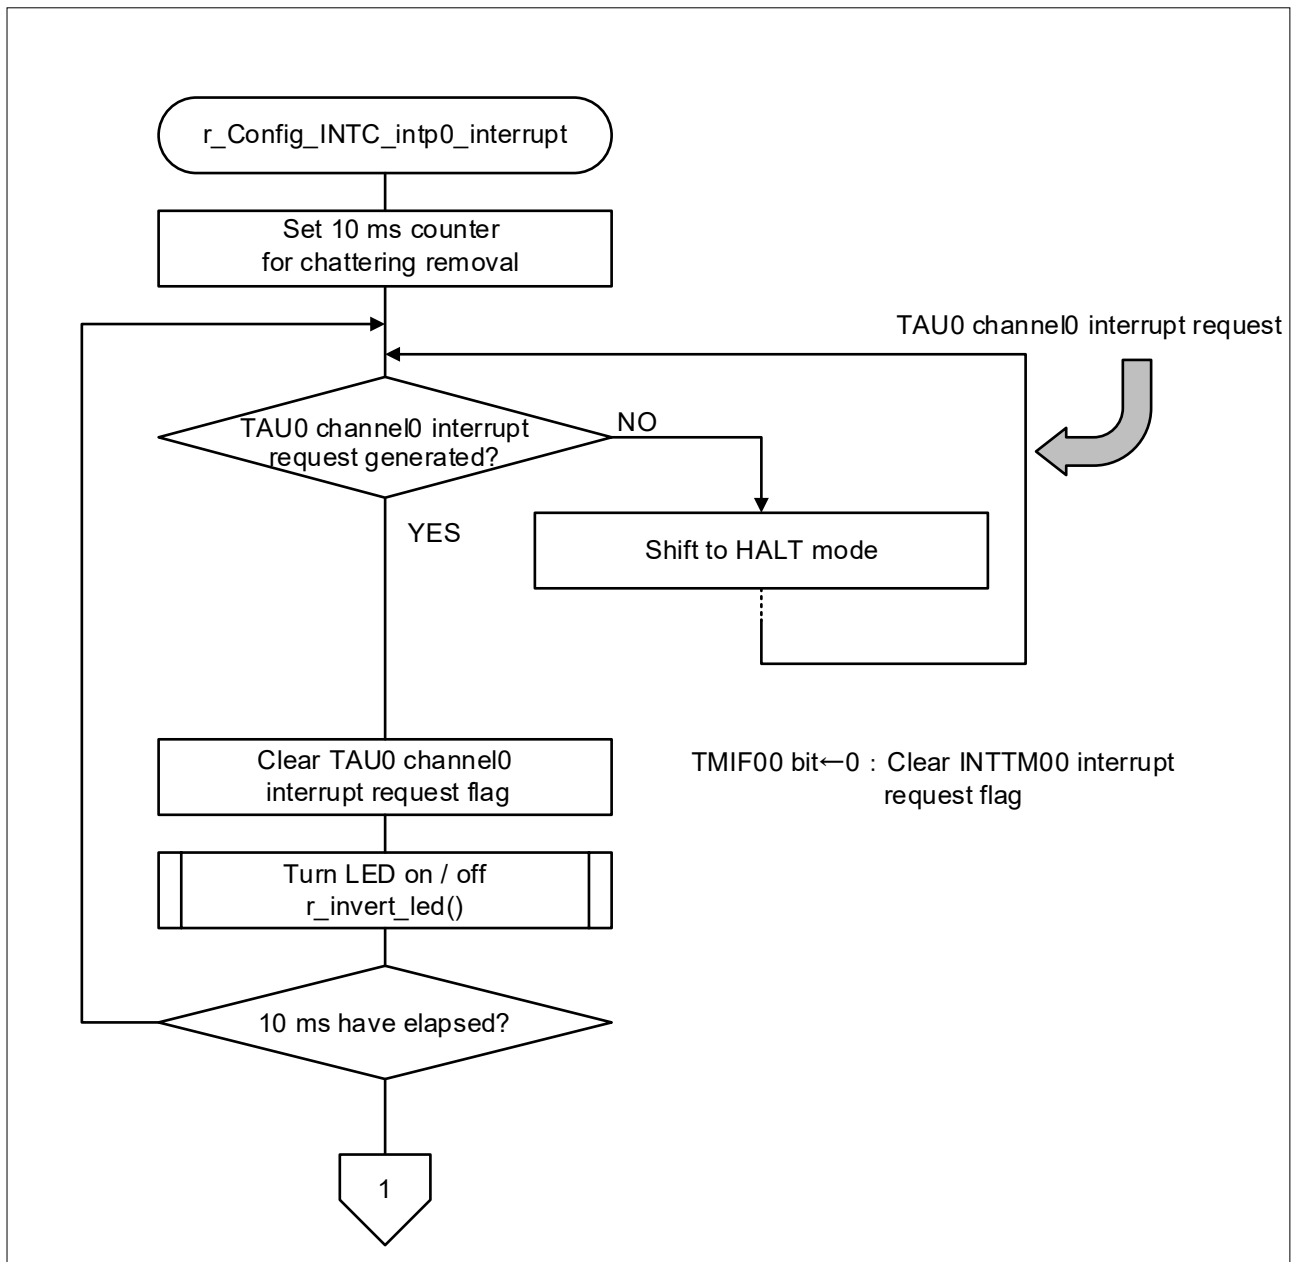 r_Config_INTC_intp0_interrupt
Set 10 ms counter
for chattering removal
TAU0 channel0 interrupt request
TAU0 channel0 interrupt
request generated?
NO
YES
Shift to HALT mode
Clear TAU0 channel0
interrupt request flag
TMIF00 bit←0 : Clear INTTM00 interrupt
request flag
Turn LED on / off
r_invert_led()
10 ms have elapsed?
1